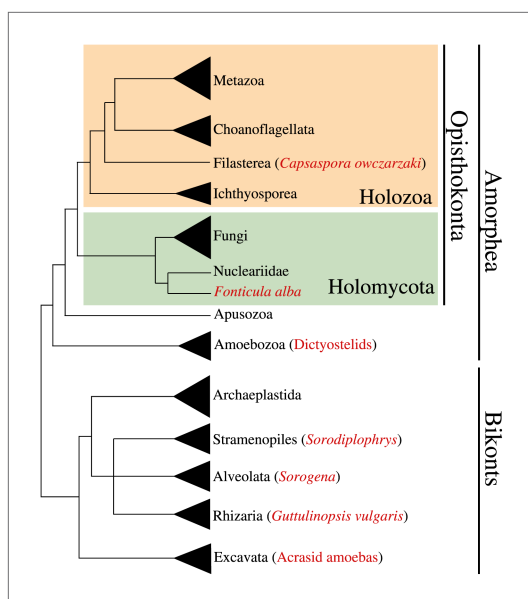 Metazoa
Choanoflagellata
Filasterea (Capsaspora owczarzaki)
Ichthyosporea
Holozoa
Fungi
Nucleariidae
Fonticula alba
Holomycota
Apusozoa
Amoebozoa (Dictyostelids)
Archaeplastida
Stramenopiles (Sorodiplophrys)
Alveolata (Sorogena)
Rhizaria (Guttulinopsis vulgaris)
Excavata (Acrasid amoebas)
Opisthokonta
Amorphea
Bikonts